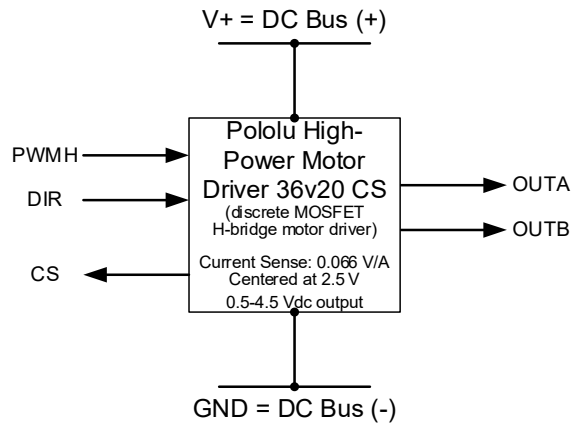 V+ = DC Bus (+)
Pololu High-
Power Motor
Driver 36v20 CS
(discrete MOSFET
H-bridge motor driver)
Current Sense: 0.066 V/A
Centered at 2.5 V
0.5-4.5 Vdc output
PWMH
DIR
CS
OUTA
OUTB
GND = DC Bus (-)